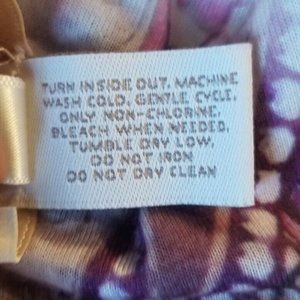 TURN INSIDE OUT. MACHINE
WASH COLD. GENTLE CYCLE.
ONLY NON-CHLORINE.
BLEACH WHEN NEEDED.
TUMBLE DRY LOW.
DO NOT IRON
DO NOT DRY CLEAN